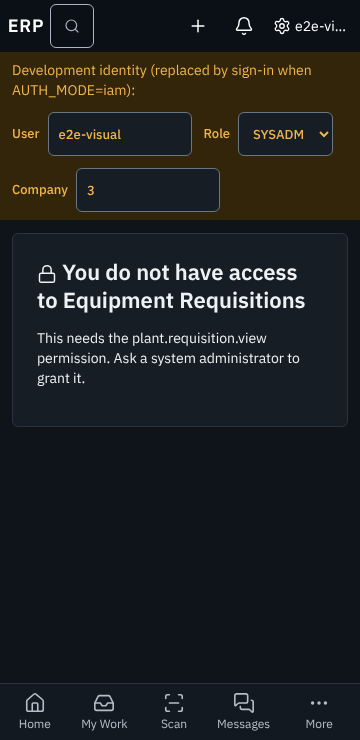 ERP
e2e-vi...
Development identity (replaced by sign-in when
AUTH_MODE=iam):
User e2e-visual Role SYSADM
Company 3
You do not have access
to Equipment Requisitions
This needs the plant.requisition.view
permission. Ask a system administrator to
grant it.
Home My Work Scan Messages More